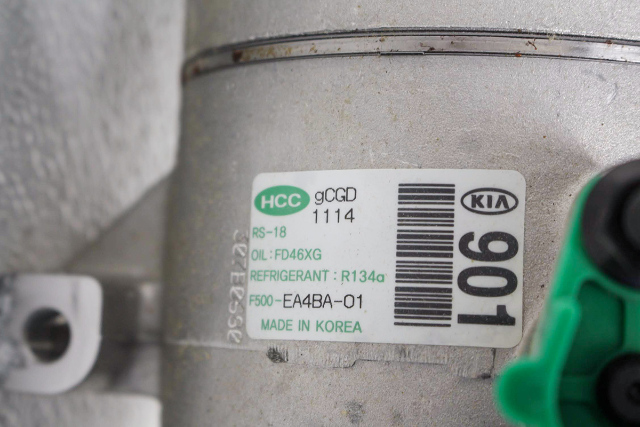 HCC gCGD
1114
RS-18
OIL:FD46XG
REFRIGERANT: R134a
F500-EA4BA-01
MADE IN KOREA
KIA
901